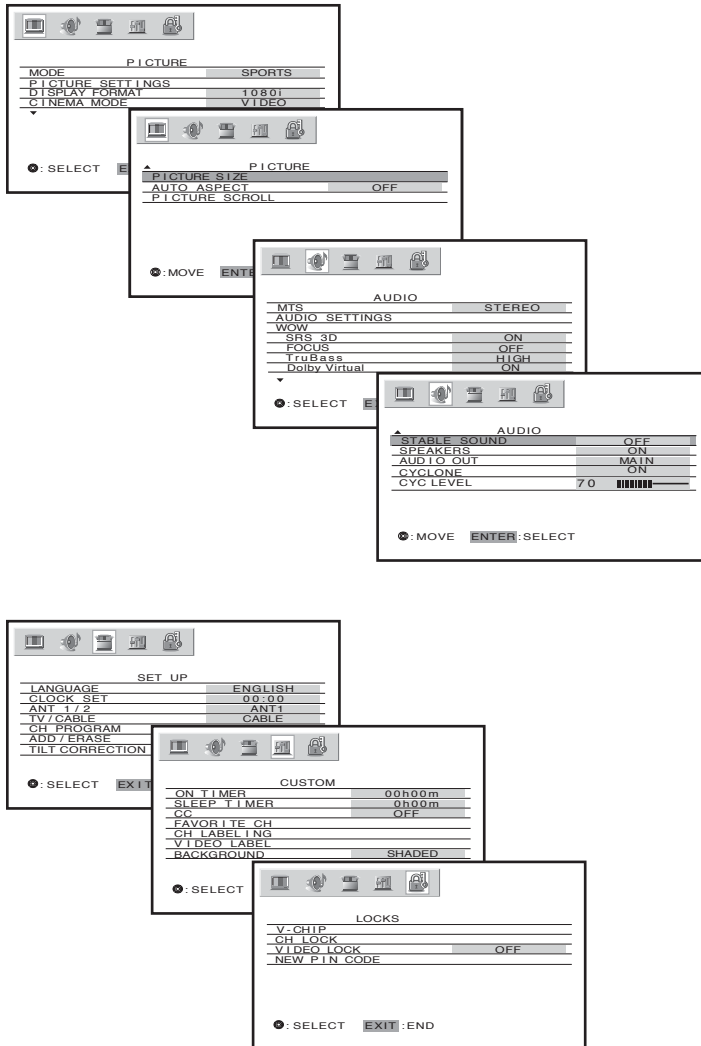 PICTURE
MODE SPORTS
PICTURE SETTINGS
DISPLAY FORMAT 1080i
CINEMA MODE VIDEO
: SELECT E
PICTURE
PICTURE SIZE
AUTO ASPECT OFF
PICTURE SCROLL
:MOVE ENTE
AUDIO
MTS STEREO
AUDIO SETTINGS
WOW
SRS 3D ON
FOCUS OFF
TruBass HIGH
Dolby Virtual ON
:SELECT E
AUDIO
STABLE SOUND OFF
SPEAKERS ON
AUDIO OUT MAIN
CYCLONE ON
CYC LEVEL 70
:MOVE ENTER :SELECT
SET UP
LANGUAGE ENGLISH
CLOCK SET 00:00
ANT 1/2 ANT1
TV/CABLE CABLE
CH PROGRAM
ADD/ERASE
TILT CORRECTION
: SELECT EXIT
CUSTOM
ON TIMER 00h00m
SLEEP TIMER 0h00m
CC OFF
FAVORITE CH
CH LABELING
VIDEO LABEL
BACKGROUND SHADED
: SELECT
LOCKS
V-CHIP
CH LOCK
VIDEO LOCK OFF
NEW PIN CODE
: SELECT EXIT :END